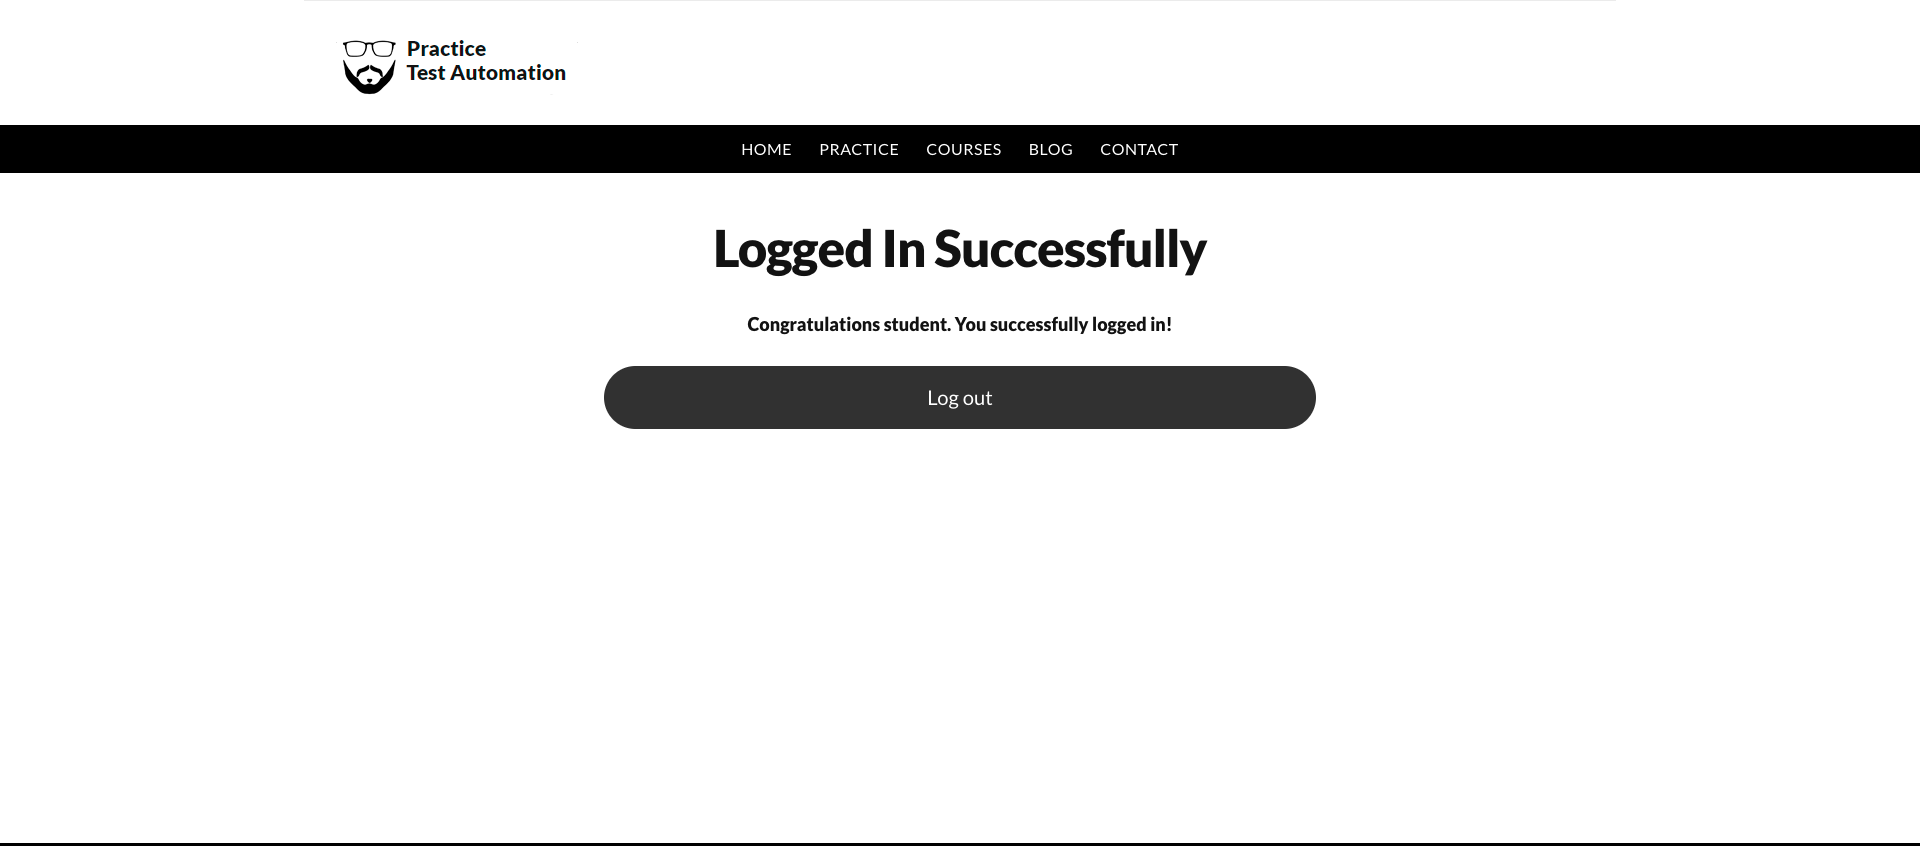 Practice
Test Automation
HOME PRACTICE COURSES BLOG CONTACT
Logged In Successfully
Congratulations student. You successfully logged in!
Log out